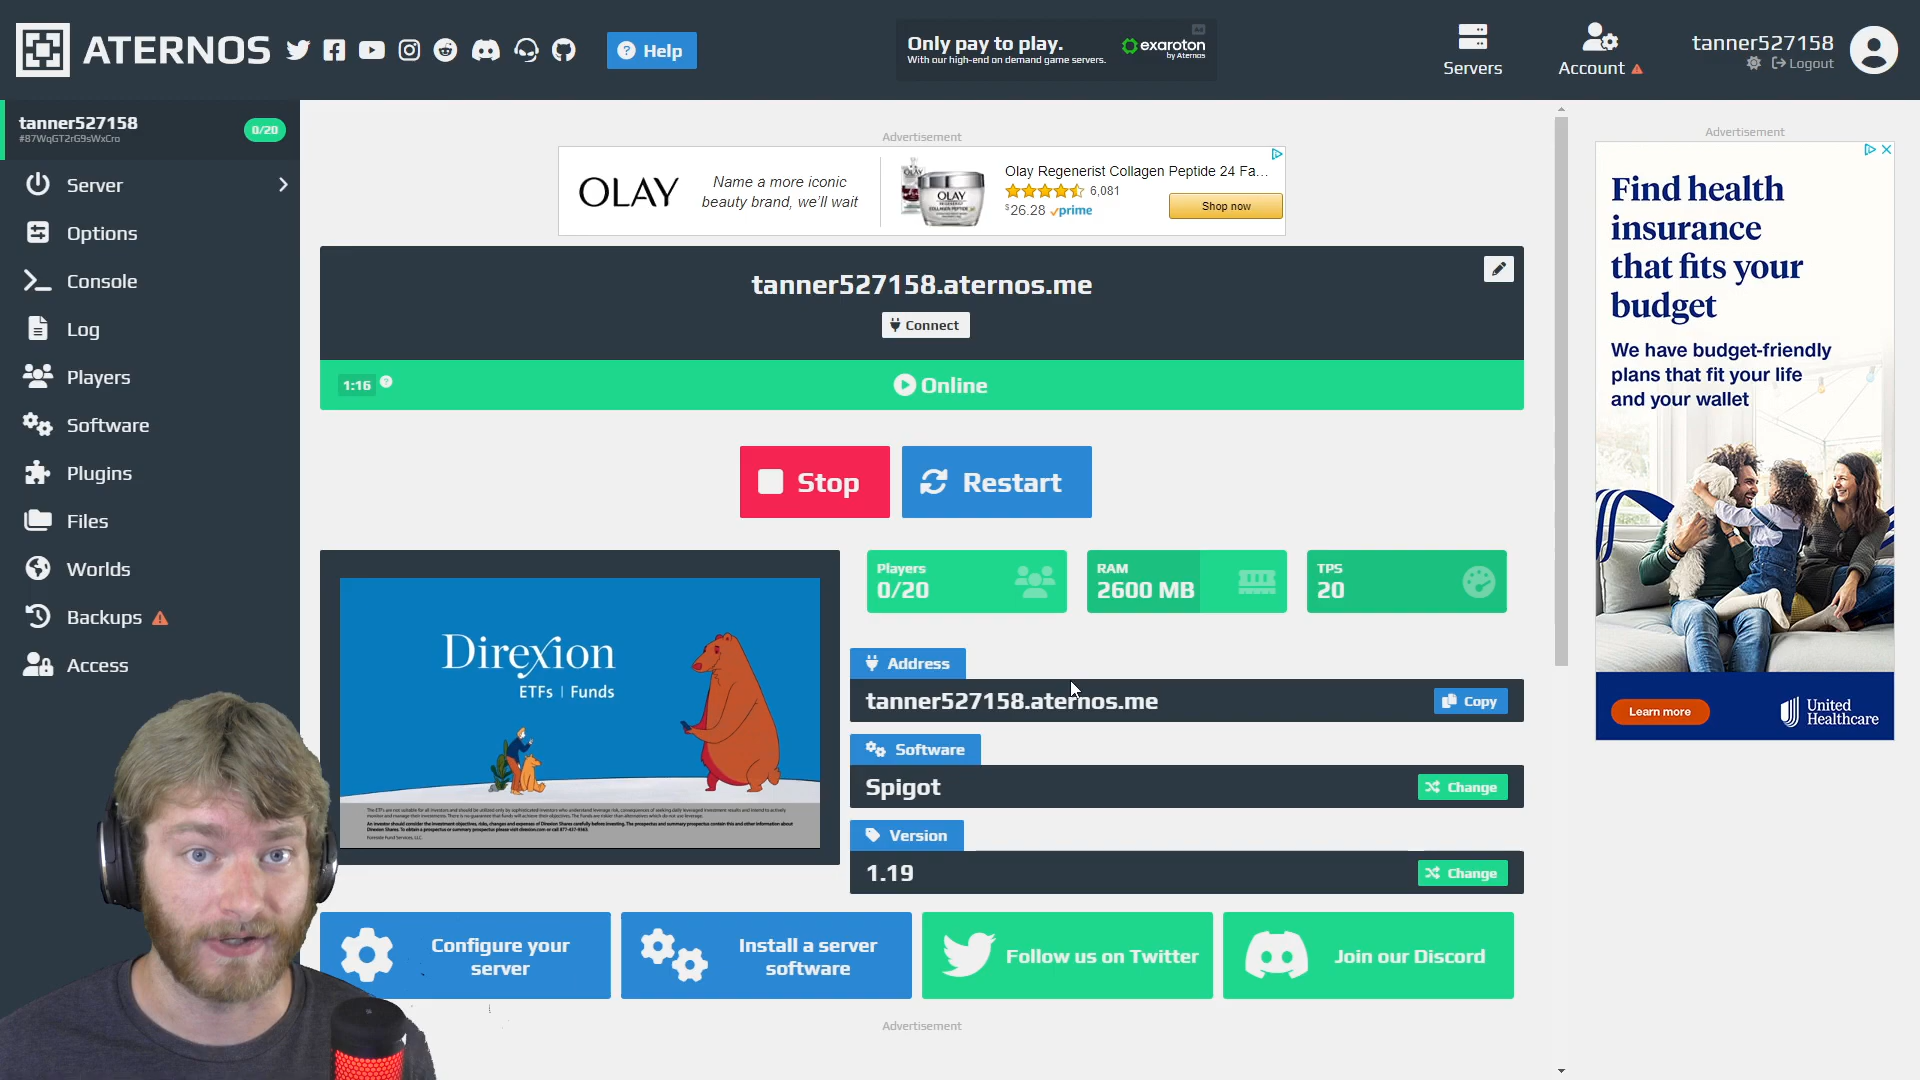 ATERNOS
Help
Only pay to play.
With our high-end on demand game servers.
exaroton
by Aternos
Ad
Servers
Account
tanner527158
Logout
tanner527158
#87WqGT2rG9sWxCro
0/20
Server
Options
Console
Log
Players
Software
Plugins
Files
Worlds
Backups
Access
Advertisement
OLAY
Name a more iconic
beauty brand, we'll wait
OLAY
Olay Regenerist Collagen Peptide 24 Fa...
6,081
$26.28 prime
Shop now
tanner527158.aternos.me
Connect
1:16
Online
Stop
Restart
Direxion
ETFs | Funds
Players
0/20
RAM
2600 MB
TPS
20
Address
tanner527158.aternos.me
Copy
Software
Spigot
Change
Version
1.19
Change
Configure your
server
Install a server
software
Follow us on Twitter
Join our Discord
Advertisement
Advertisement
Find health
insurance
that fits your
budget
We have budget-friendly
plans that fit your life
and your wallet
Learn more
United
Healthcare